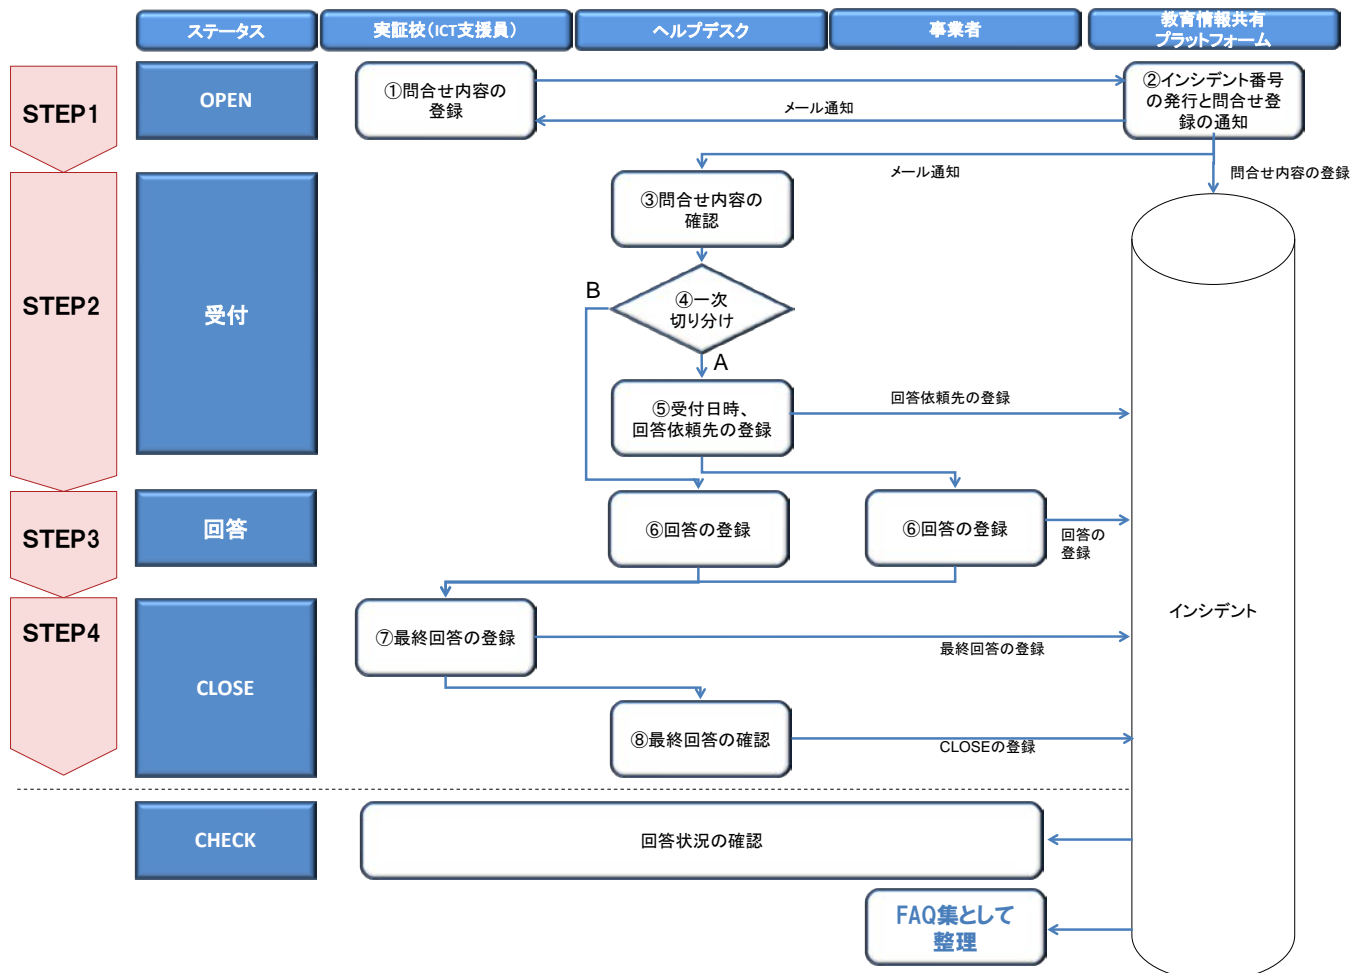 ステータス
実証校(ICT支援員)
ヘルプデスク
事業者
教育情報共有
プラットフォーム
STEP1
OPEN
①問合せ内容の
登録
②インシデント番号
の発行と問合せ登
録の通知
メール通知
メール通知
問合せ内容の登録
STEP2
受付
③問合せ内容の
確認
④一次
切り分け
B
A
⑤受付日時、
回答依頼先の登録
回答依頼先の登録
STEP3
回答
⑥回答の登録
⑥回答の登録
回答の
登録
インシデント
STEP4
CLOSE
⑦最終回答の登録
最終回答の登録
⑧最終回答の確認
CLOSEの登録
CHECK
回答状況の確認
FAQ集として
整理